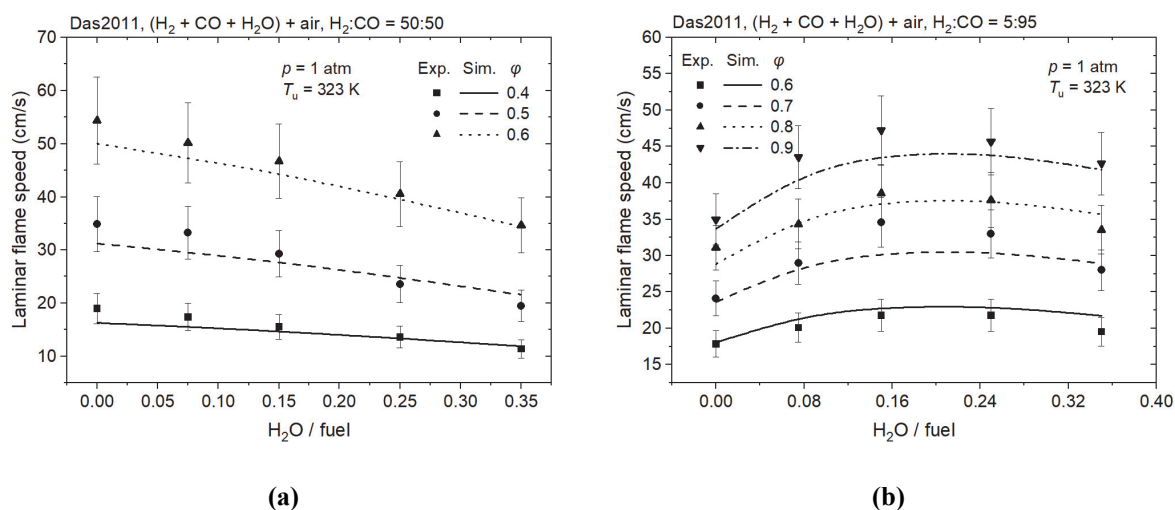 Das2011, (H₂ + CO + H₂O) + air, H₂:CO = 50:50
70
60
50
40
30
20
10
Laminar flame speed (cm/s)
p = 1 atm
Tᵤ = 323 K
Exp. Sim. φ
0.4
0.5
0.6
0.00 0.05 0.10 0.15 0.20 0.25 0.30 0.35
H₂O / fuel
(a)
Das2011, (H₂ + CO + H₂O) + air, H₂:CO = 5:95
60
55
50
45
40
35
30
25
20
15
Laminar flame speed (cm/s)
Exp. Sim. φ
0.6
0.7
0.8
0.9
p = 1 atm
Tᵤ = 323 K
0.00 0.08 0.16 0.24 0.32 0.40
H₂O / fuel
(b)